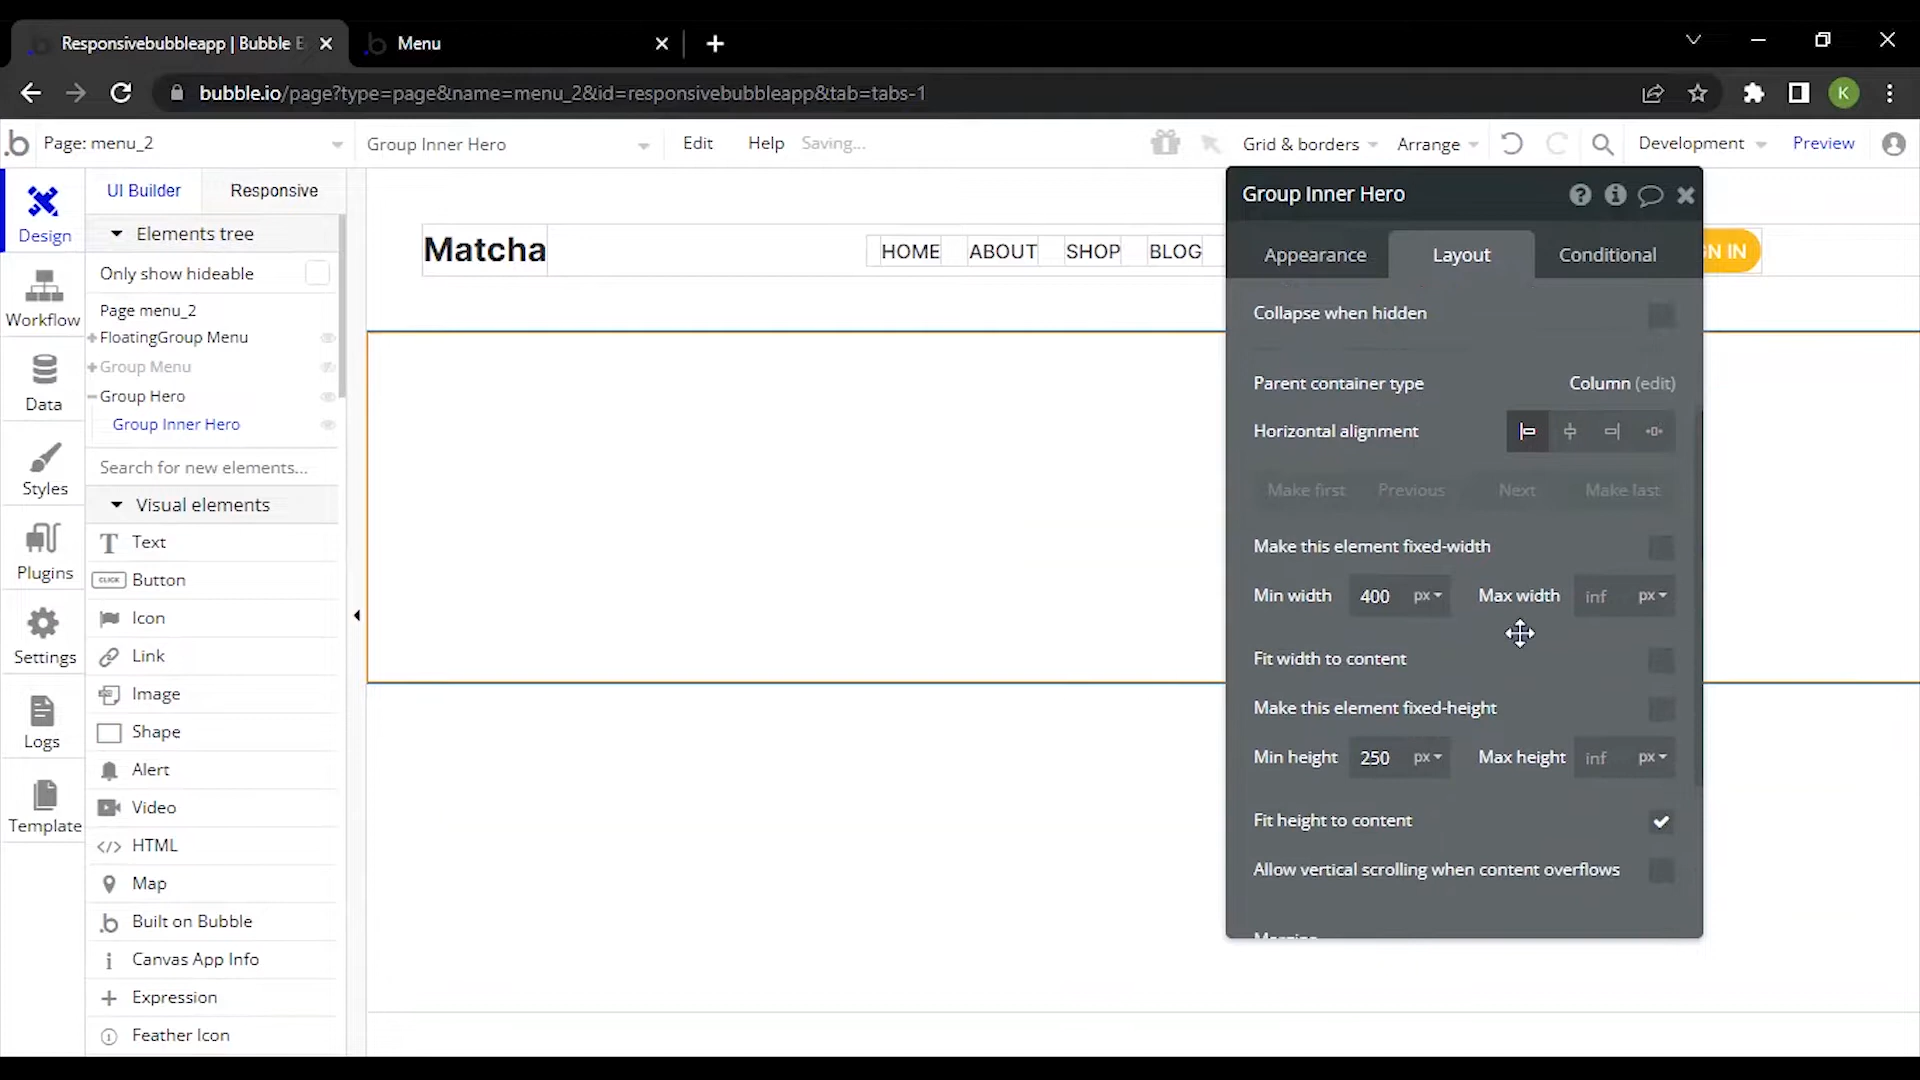 Responsivebubbleapp | Bubble E
Menu
bubble.io/page?type=page&name=menu_2&id=responsivebubbleapp&tab=tabs-1
K
.b
Page: menu_2
Group Inner Hero
Edit
Help
Saving...
Grid & borders
Arrange
Development
Preview
Design
Workflow
Data
Styles
Plugins
Settings
Logs
Template
UI Builder
Responsive
Elements tree
Only show hideable
Page menu_2
FloatingGroup Menu
Group Menu
Group Hero
Group Inner Hero
Search for new elements...
Visual elements
Text
CLICK Button
Icon
Link
Image
Shape
Alert
Video
HTML
Map
Built on Bubble
Canvas App Info
Expression
Feather Icon
Matcha
HOME
ABOUT
SHOP
BLOG
N IN
Group Inner Hero
Appearance
Layout
Conditional
Collapse when hidden
Parent container type
Column (edit)
Horizontal alignment
Make first
Previous
Next
Make last
Make this element fixed-width
Min width 400 px
Max width inf px
Fit width to content
Make this element fixed-height
Min height 250 px
Max height inf px
Fit height to content
Allow vertical scrolling when content overflows